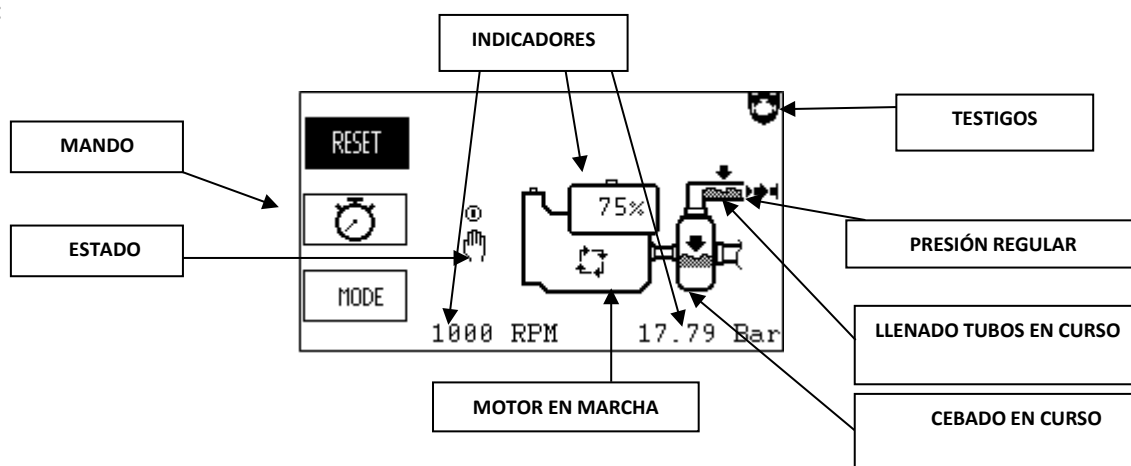 INDICADORES
TESTIGOS
MANDO
RESET
75%
ESTADO
PRESIÓN REGULAR
MODE
LLENADO TUBOS EN CURSO
1000 RPM 17.79 Bar
MOTOR EN MARCHA
CEBADO EN CURSO